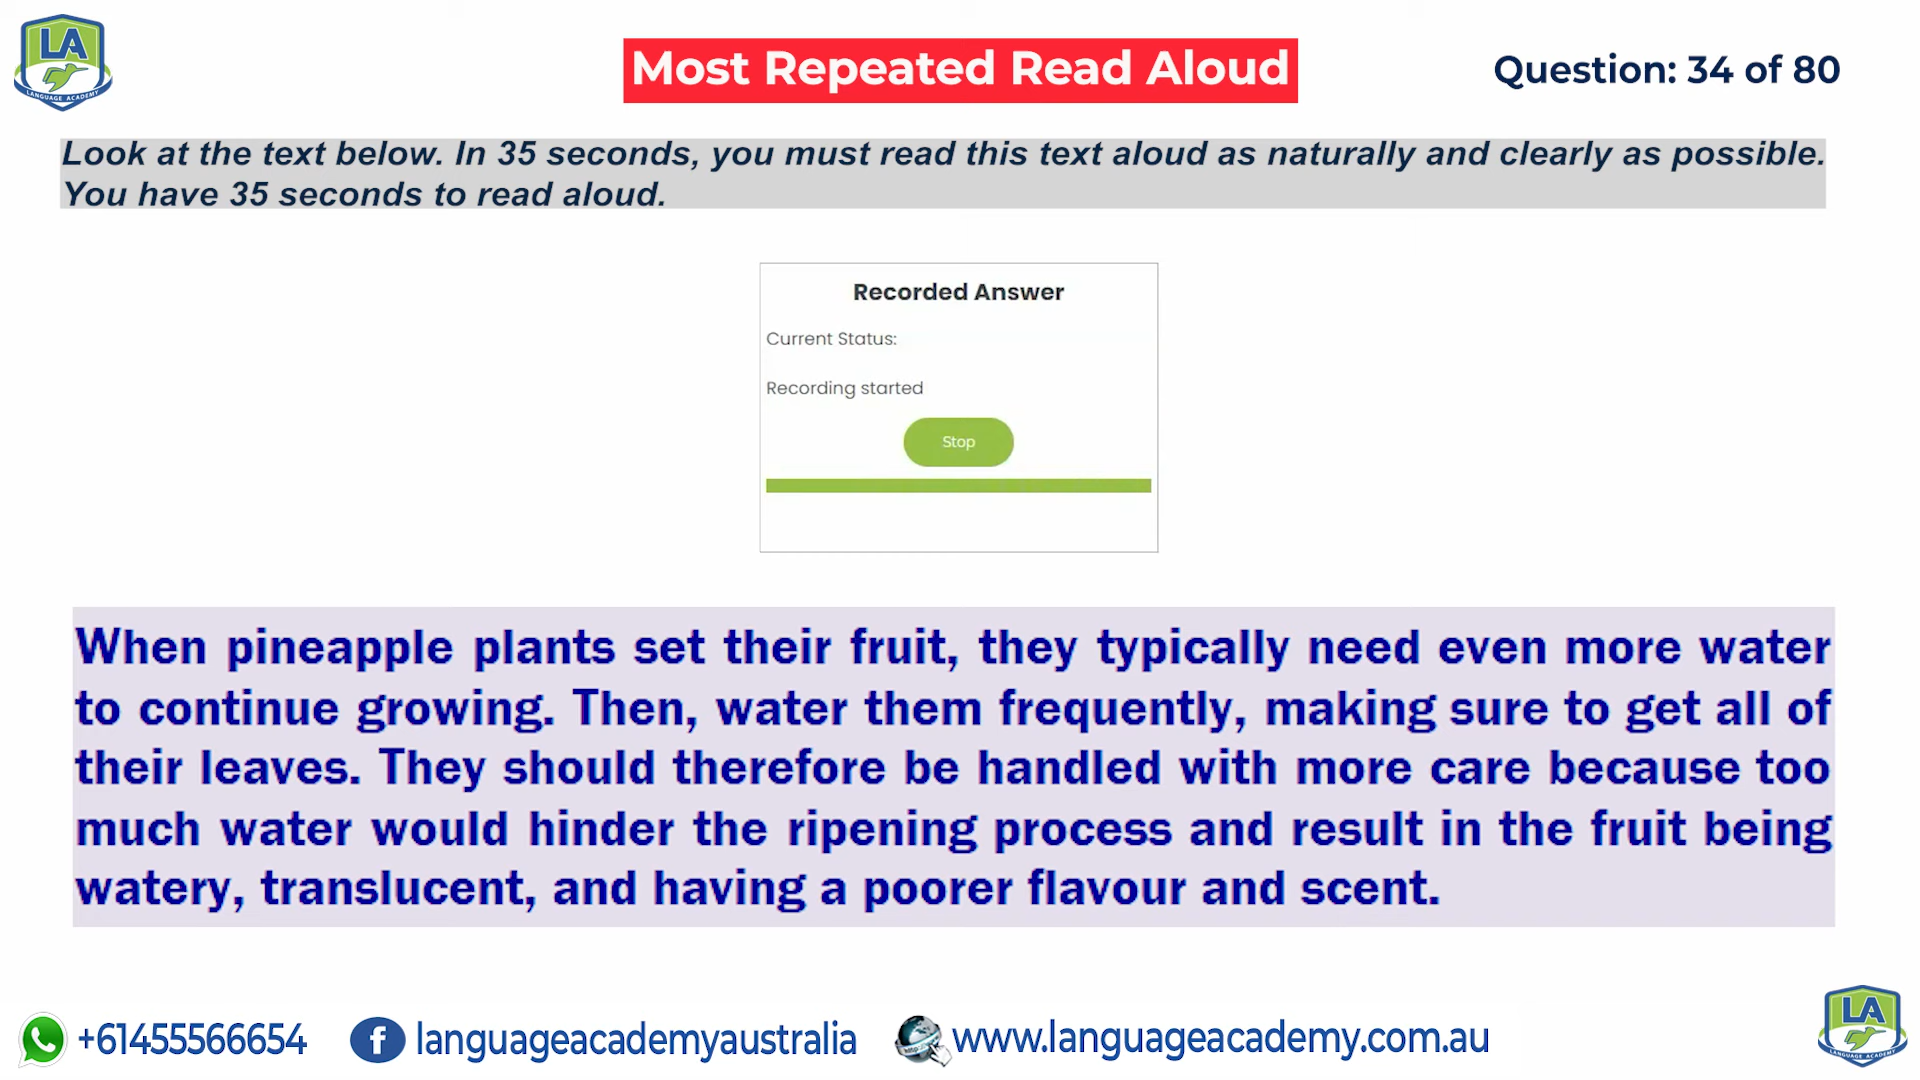 LA
LANGUAGE ACADEMY
Most Repeated Read Aloud
Question: 34 of 80
Look at the text below. In 35 seconds, you must read this text aloud as naturally and clearly as possible.
You have 35 seconds to read aloud.
Recorded Answer
Current Status:
Recording started
Stop
When pineapple plants set their fruit, they typically need even more water
to continue growing. Then, water them frequently, making sure to get all of
their leaves. They should therefore be handled with more care because too
much water would hinder the ripening process and result in the fruit being
watery, translucent, and having a poorer flavour and scent.
+61455566654
f languageacademyaustralia
http:// www.languageacademy.com.au
LA
LANGUAGE ACADEMY